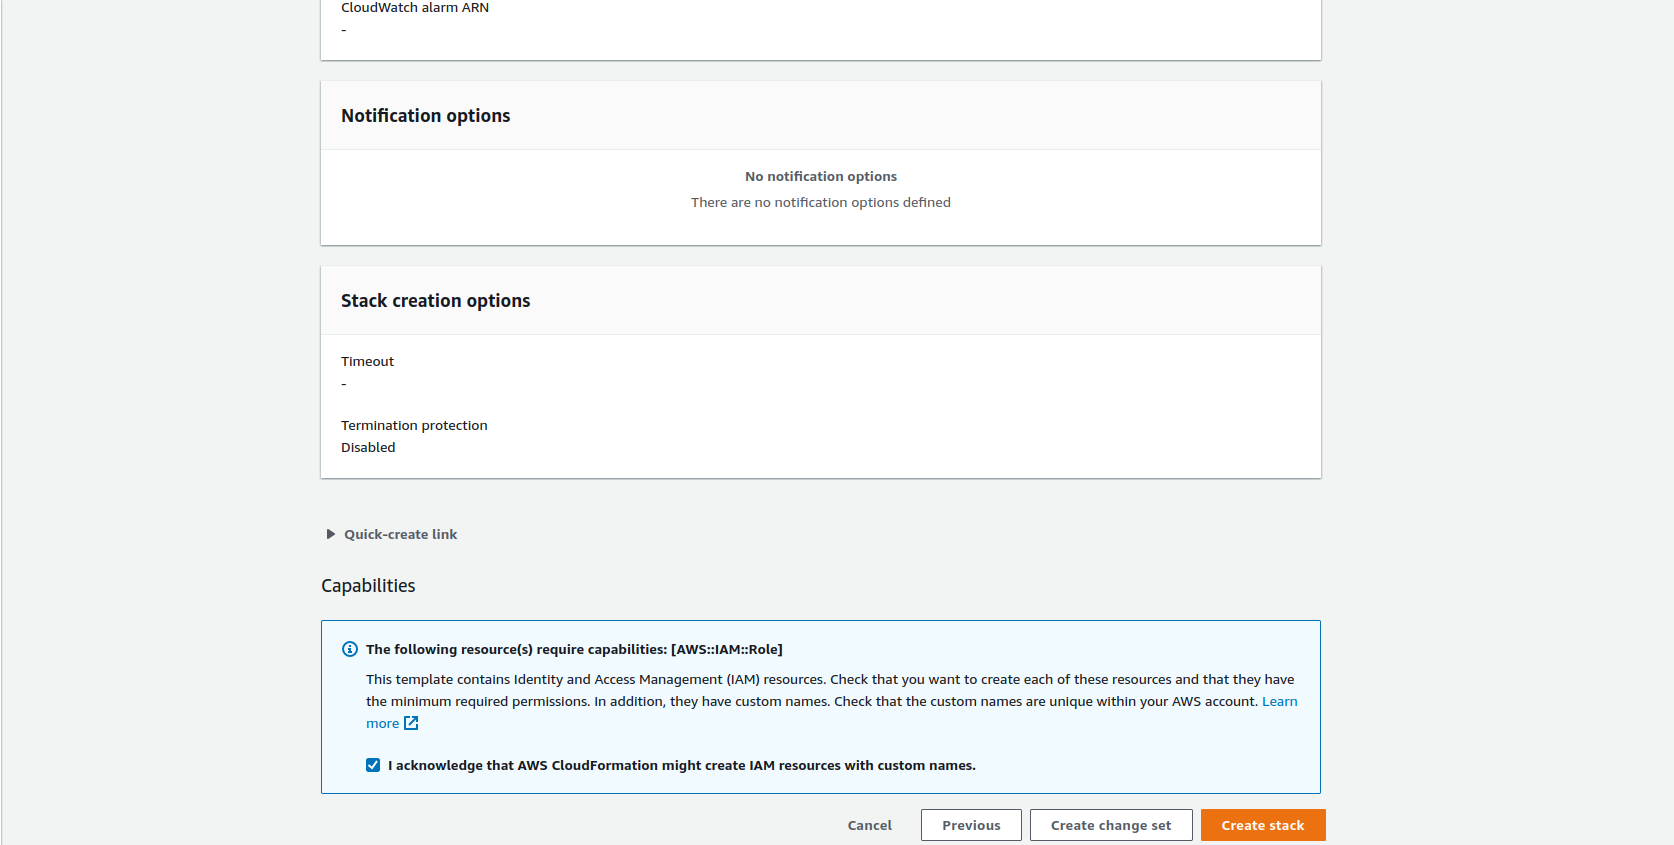 CloudWatch alarm ARN
-
Notification options
No notification options
There are no notification options defined
Stack creation options
Timeout
-
Termination protection
Disabled
Quick-create link
Capabilities
The following resource(s) require capabilities: [AWS::IAM::Role]
This template contains Identity and Access Management (IAM) resources. Check that you want to create each of these resources and that they have
the minimum required permissions. In addition, they have custom names. Check that the custom names are unique within your AWS account. Learn
more
I acknowledge that AWS CloudFormation might create IAM resources with custom names.
Cancel Previous Create change set Create stack